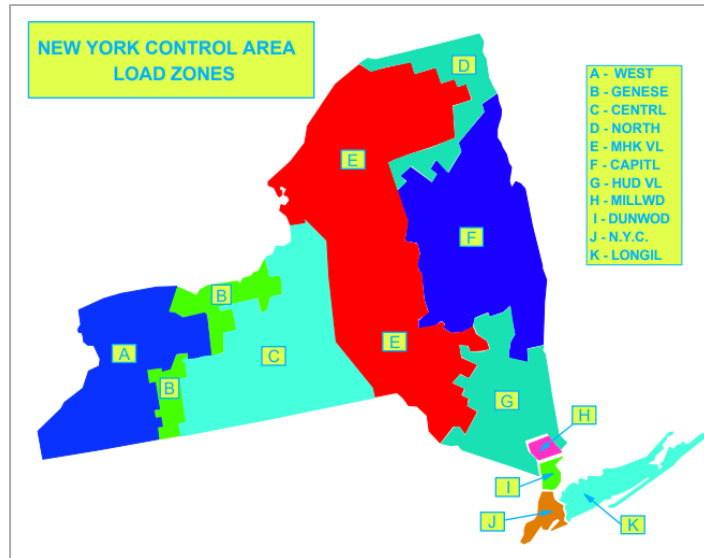 NEW YORK CONTROL AREA
LOAD ZONES
A - WEST
B - GENESE
C - CENTRL
D - NORTH
E - MHK VL
F - CAPITL
G - HUD VL
H - MILLWD
I - DUNWOD
J - N.Y.C.
K - LONGIL
D
E
F
B
A
C
E
B
G
H
I
J
K